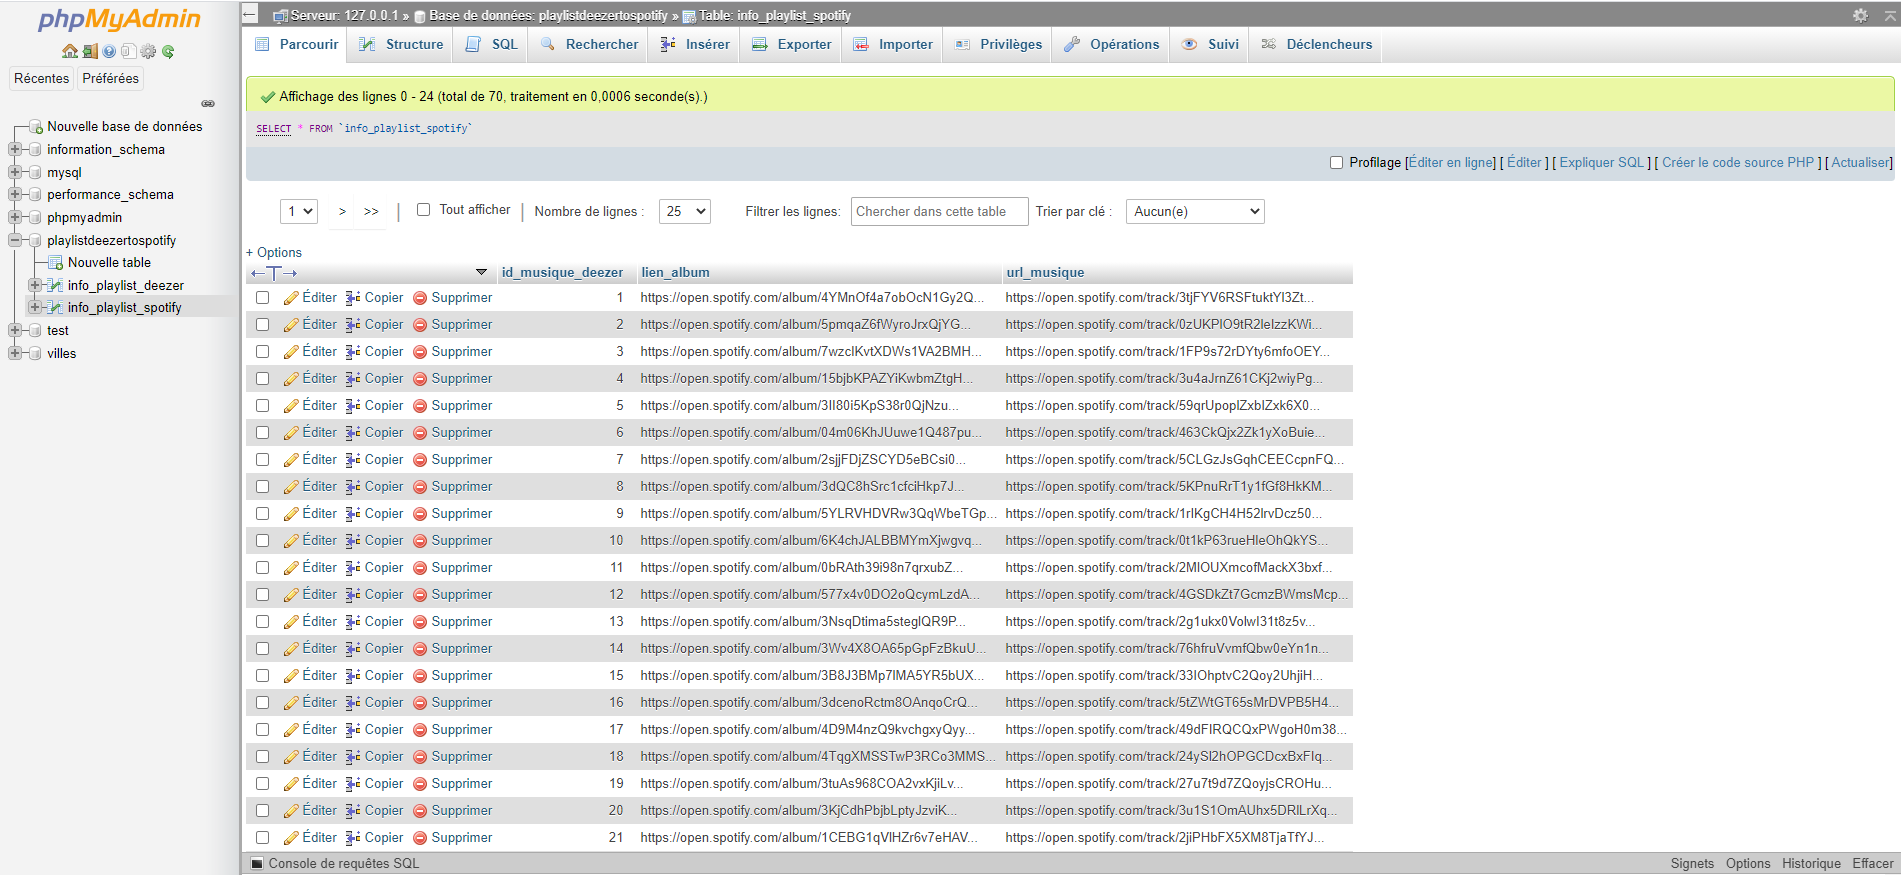 phpMyAdmin
Récentes Préférées
Nouvelle base de données
information_schema
mysql
performance_schema
phpmyadmin
playlistdeezertospotify
Nouvelle table
info_playlist_deezer
info_playlist_spotify
test
villes
Serveur: 127.0.0.1 » Base de données: playlistdeezertospotify » Table: info_playlist_spotify
Parcourir Structure SQL Rechercher Insérer Exporter Importer Privilèges Opérations Suivi Déclencheurs
Affichage des lignes 0 - 24 (total de 70, traitement en 0,0006 seconde(s).)
SELECT * FROM `info_playlist_spotify`
Profilage [Éditer en ligne] [ Éditer ] [ Expliquer SQL ] [ Créer le code source PHP ] [ Actualiser]
1 > >> | Tout afficher | Nombre de lignes : 25 Filtrer les lignes: Chercher dans cette table Trier par clé : Aucun(e)
+ Options
←T→ id_musique_deezer lien_album url_musique
Éditer Copier Supprimer 1 https://open.spotify.com/album/4YMnOf4a7obOcN1Gy2Q... https://open.spotify.com/track/3tjFYV6RSFtuktYl3Zt...
Éditer Copier Supprimer 2 https://open.spotify.com/album/5pmqaZ6fWyroJrxQjYG... https://open.spotify.com/track/0zUKPIO9tR2IeIzzKWi...
Éditer Copier Supprimer 3 https://open.spotify.com/album/7wzcIKvtXDWs1VA2BMH... https://open.spotify.com/track/1FP9s72rDYty6mfoOEY...
Éditer Copier Supprimer 4 https://open.spotify.com/album/15bjbKPAZYiKwbmZtgH... https://open.spotify.com/track/3u4aJrnZ61CKj2wiyPg...
Éditer Copier Supprimer 5 https://open.spotify.com/album/3II80i5KpS38r0QjNzu... https://open.spotify.com/track/59qrUpoplZxbIZxk6X0...
Éditer Copier Supprimer 6 https://open.spotify.com/album/04m06KhJUuwe1Q487pu... https://open.spotify.com/track/463CkQjx2Zk1yXoBuie...
Éditer Copier Supprimer 7 https://open.spotify.com/album/2sjjFDjZSCYD5eBCsi0... https://open.spotify.com/track/5CLGzJsGqhCEECcpnFQ...
Éditer Copier Supprimer 8 https://open.spotify.com/album/3dQC8hSrc1cfciHkp7J... https://open.spotify.com/track/5KPnuRrT1y1fGf8HkKM...
Éditer Copier Supprimer 9 https://open.spotify.com/album/5YLRVHDVRw3QqWbeTGp... https://open.spotify.com/track/1rIKgCH4H52lrvDcz50...
Éditer Copier Supprimer 10 https://open.spotify.com/album/6K4chJALBBMYmXjwgvq... https://open.spotify.com/track/0t1kP63rueHleOhQkYS...
Éditer Copier Supprimer 11 https://open.spotify.com/album/0bRAth39i98n7qrxubZ... https://open.spotify.com/track/2MlOUXmcofMackX3bxf...
Éditer Copier Supprimer 12 https://open.spotify.com/album/577x4v0DO2oQcymLzdA... https://open.spotify.com/track/4GSDkZt7GcmzBWmsMcp...
Éditer Copier Supprimer 13 https://open.spotify.com/album/3NsqDtima5stegIQR9P... https://open.spotify.com/track/2g1ukx0VolwI31t8z5v...
Éditer Copier Supprimer 14 https://open.spotify.com/album/3Wv4X8OA65pGpFzBkuU... https://open.spotify.com/track/76hfruVvmfQbw0eYn1n...
Éditer Copier Supprimer 15 https://open.spotify.com/album/3B8J3BMp7lMA5YR5bUX... https://open.spotify.com/track/33IOhptvC2Qoy2UhjiH...
Éditer Copier Supprimer 16 https://open.spotify.com/album/3dcenoRctm8OAnqoCrQ... https://open.spotify.com/track/5tZWtGT65sMrDVPB5H4...
Éditer Copier Supprimer 17 https://open.spotify.com/album/4D9M4nzQ9kvchgxyQyy... https://open.spotify.com/track/49dFIRQCQxPWgoH0m38...
Éditer Copier Supprimer 18 https://open.spotify.com/album/4TqgXMSSTwP3RCo3MMS... https://open.spotify.com/track/24ySl2hOPGCDcxBxFIq...
Éditer Copier Supprimer 19 https://open.spotify.com/album/3tuAs968COA2vxKjiLv... https://open.spotify.com/track/27u7t9d7ZQoyjsCROHu...
Éditer Copier Supprimer 20 https://open.spotify.com/album/3KjCdhPbjbLptyJzviK... https://open.spotify.com/track/3u1S1OmAUhx5DRlLrXq...
Éditer Copier Supprimer 21 https://open.spotify.com/album/1CEBG1qVlHZr6v7eHAV... https://open.spotify.com/track/2jiPHbFX5XM8TjaTfYJ...
Console de requêtes SQL Signets Options Historique Effacer